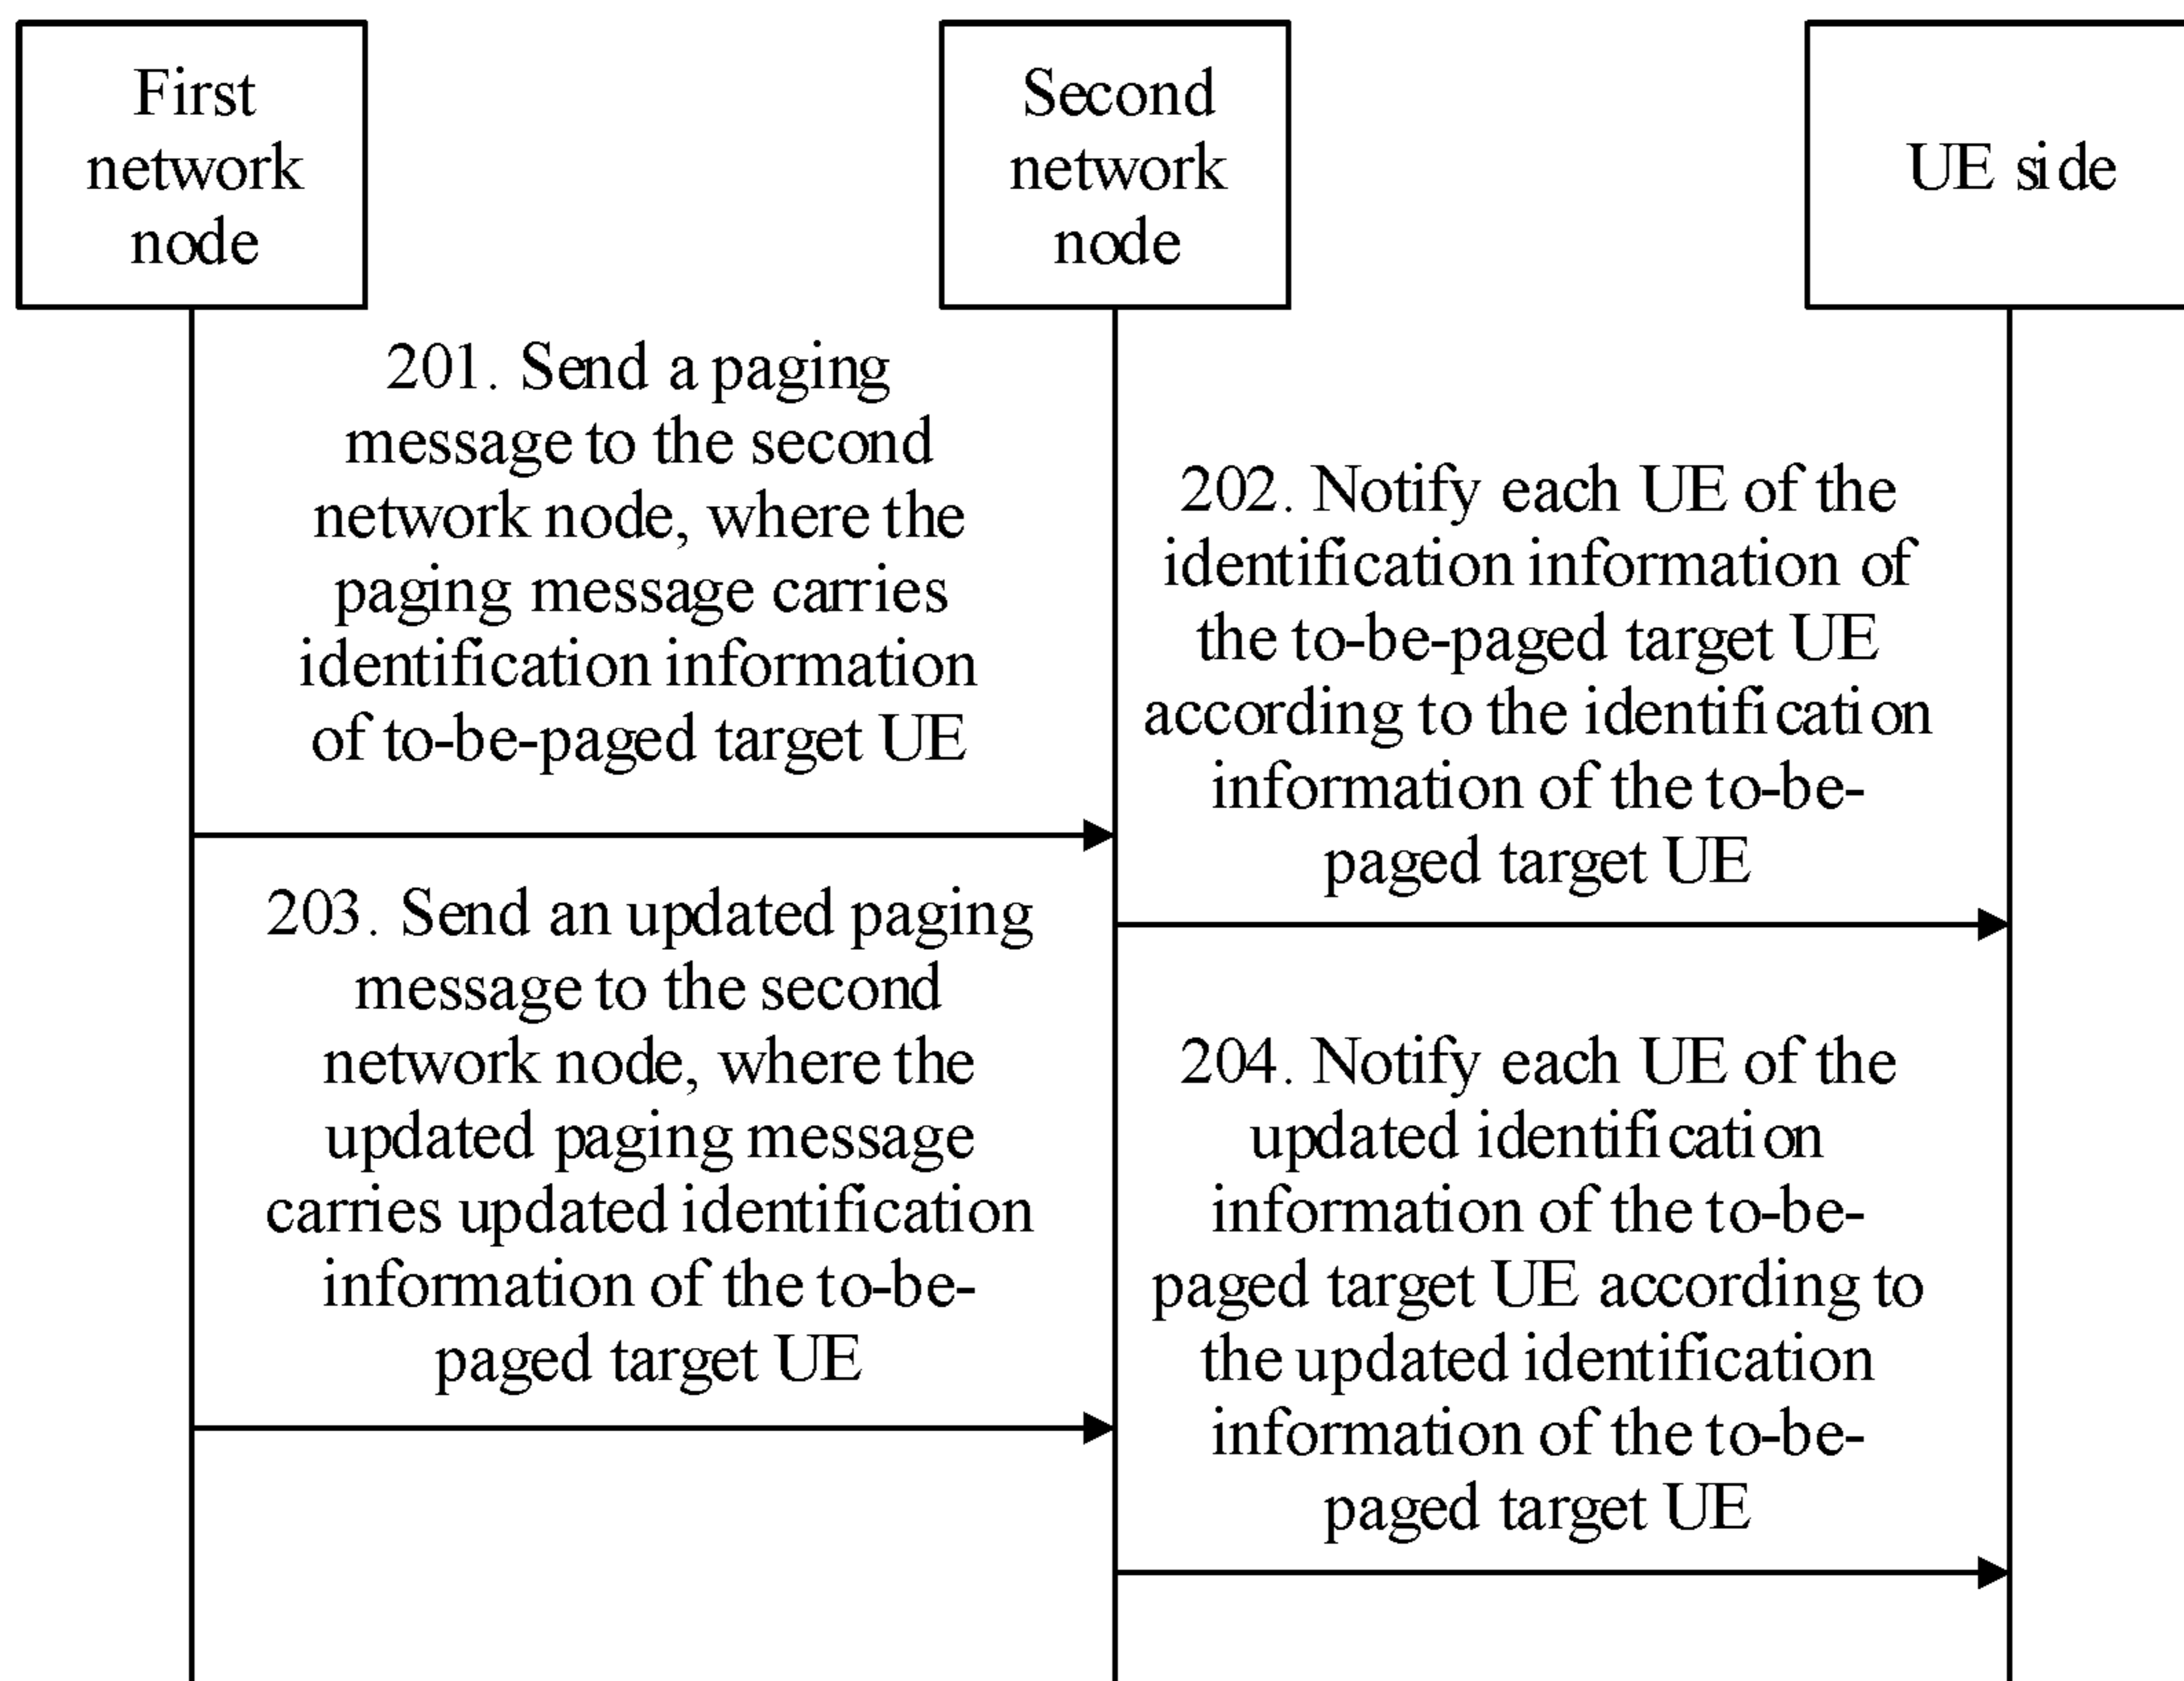 First
network
node
Second
network
node
UE side
201. Send a paging
message to the second
network node, where the
paging message carries
identification information
of to-be-paged target UE
202. Notify each UE of the
identification information of
the to-be-paged target UE
according to the identification
information of the to-be-
paged target UE
203. Send an updated paging
message to the second
network node, where the
updated paging message
carries updated identification
information of the to-be-
paged target UE
204. Notify each UE of the
updated identification
information of the to-be-
paged target UE according to
the updated identification
information of the to-be-
paged target UE